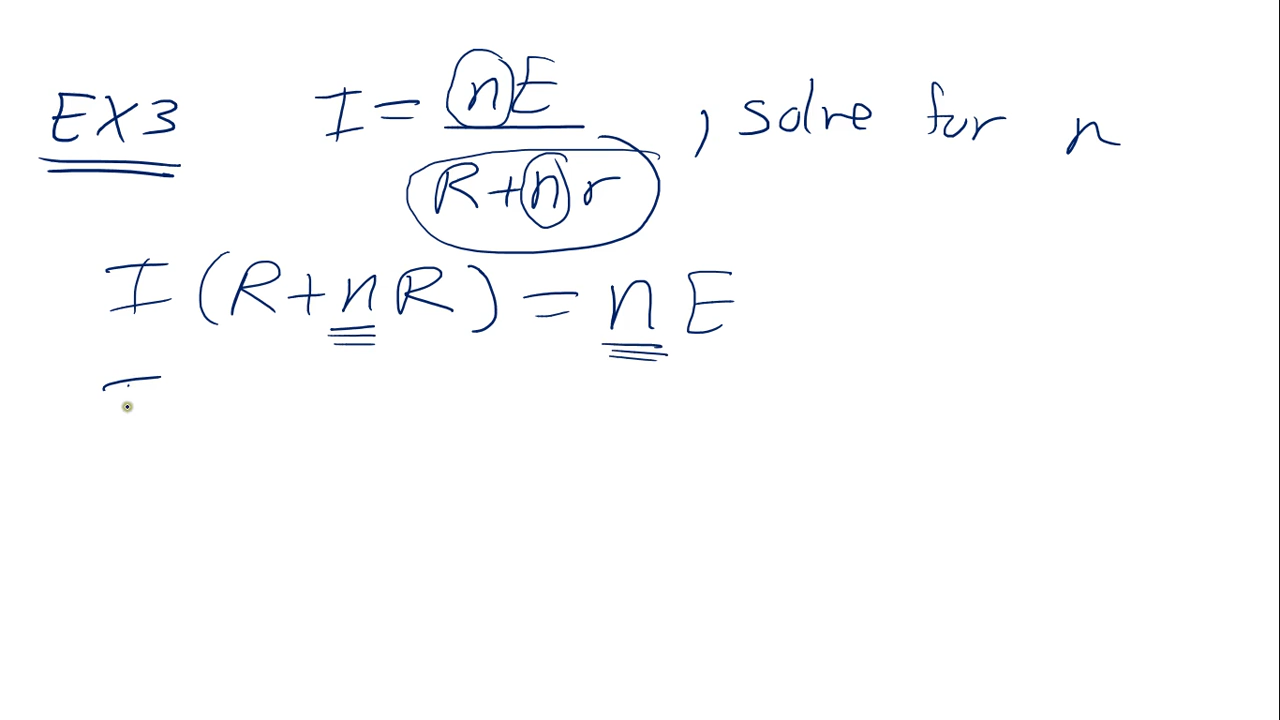 EX3 I = nE / R+nr , solve for n
I (R+nR) = nE